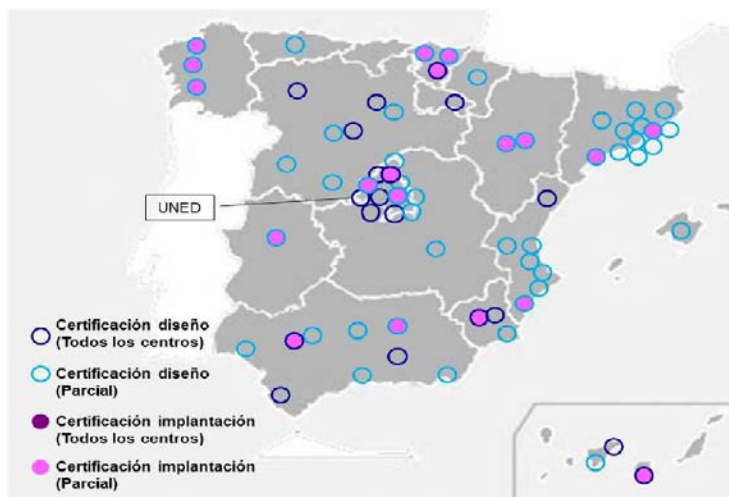 UNED
Certificación diseño
(Todos los centros)
Certificación diseño
(Parcial)
Certificación implantación
(Todos los centros)
Certificación implantación
(Parcial)